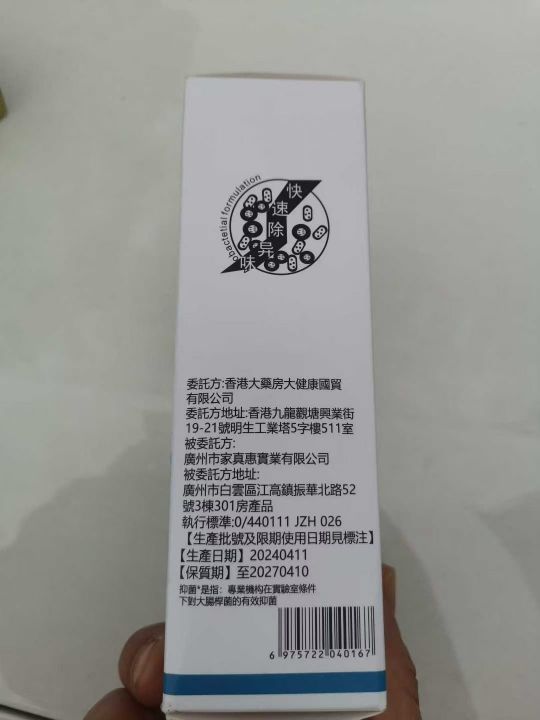 obactetial formulation
快速除异味
委託方:香港大藥房大健康國貿
有限公司
委託方地址:香港九龍觀塘興業街
19-21號明生工業塔5字樓511室
被委託方:
廣州市家真惠實業有限公司
被委託方地址:
廣州市白雲區江高鎮振華北路52
號3棟301房產品
執行標準:0/440111 JZH 026
【生產批號及限期使用日期見標注】
【生產日期】20240411
【保質期】至20270410
抑菌*是指：專業機构在實驗室條件
下對大腸桿菌的有效抑菌
6 975722 040167